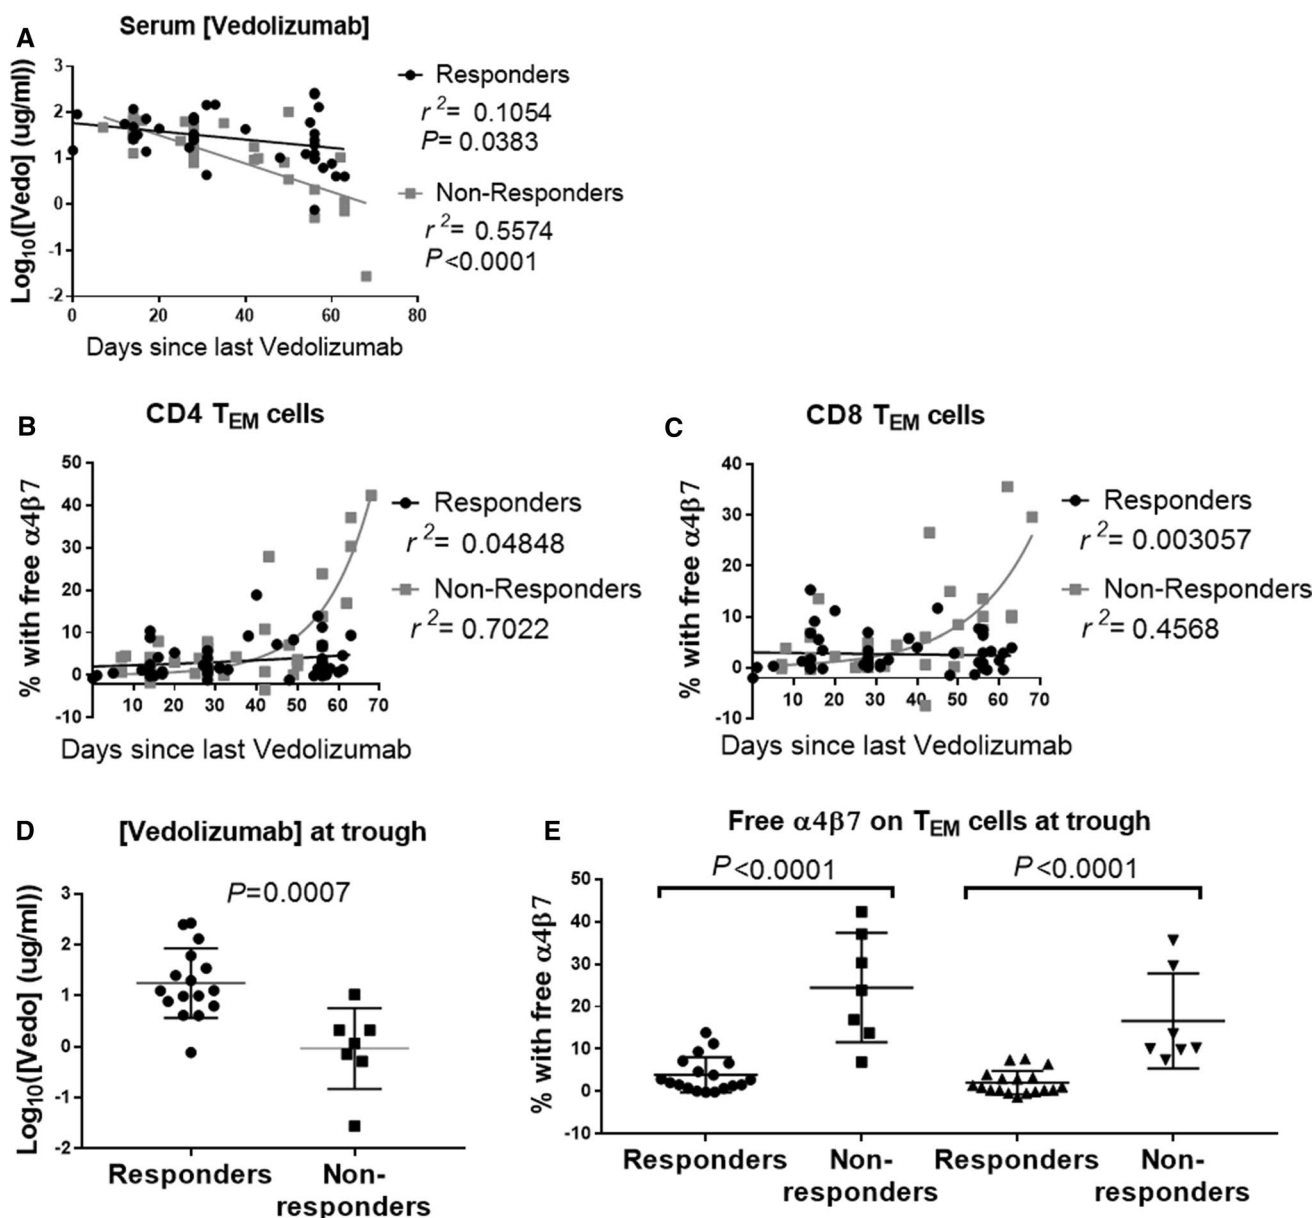 A
Serum [Vedolizumab]
Log10([Vedo] (ug/ml))
3
2
1
0
-1
-2
0 20 40 60 80
Days since last Vedolizumab
Responders
r²= 0.1054
P= 0.0383
Non-Responders
r²= 0.5574
P<0.0001
B
CD4 TEM cells
% with free α4β7
50
40
30
20
10
0
-10
10 20 30 40 50 60 70
Days since last Vedolizumab
Responders
r²= 0.04848
Non-Responders
r²= 0.7022
C
CD8 TEM cells
% with free α4β7
40
30
20
10
0
-10
10 20 30 40 50 60 70
Days since last Vedolizumab
Responders
r²= 0.003057
Non-Responders
r²= 0.4568
D
[Vedolizumab] at trough
Log10([Vedo] (ug/ml))
P=0.0007
3
2
1
0
-1
-2
Responders
Non-
responders
E
Free α4β7 on TEM cells at trough
% with free α4β7
P<0.0001
P<0.0001
50
40
30
20
10
0
-10
Responders
Non-
responders
Responders
Non-
responders